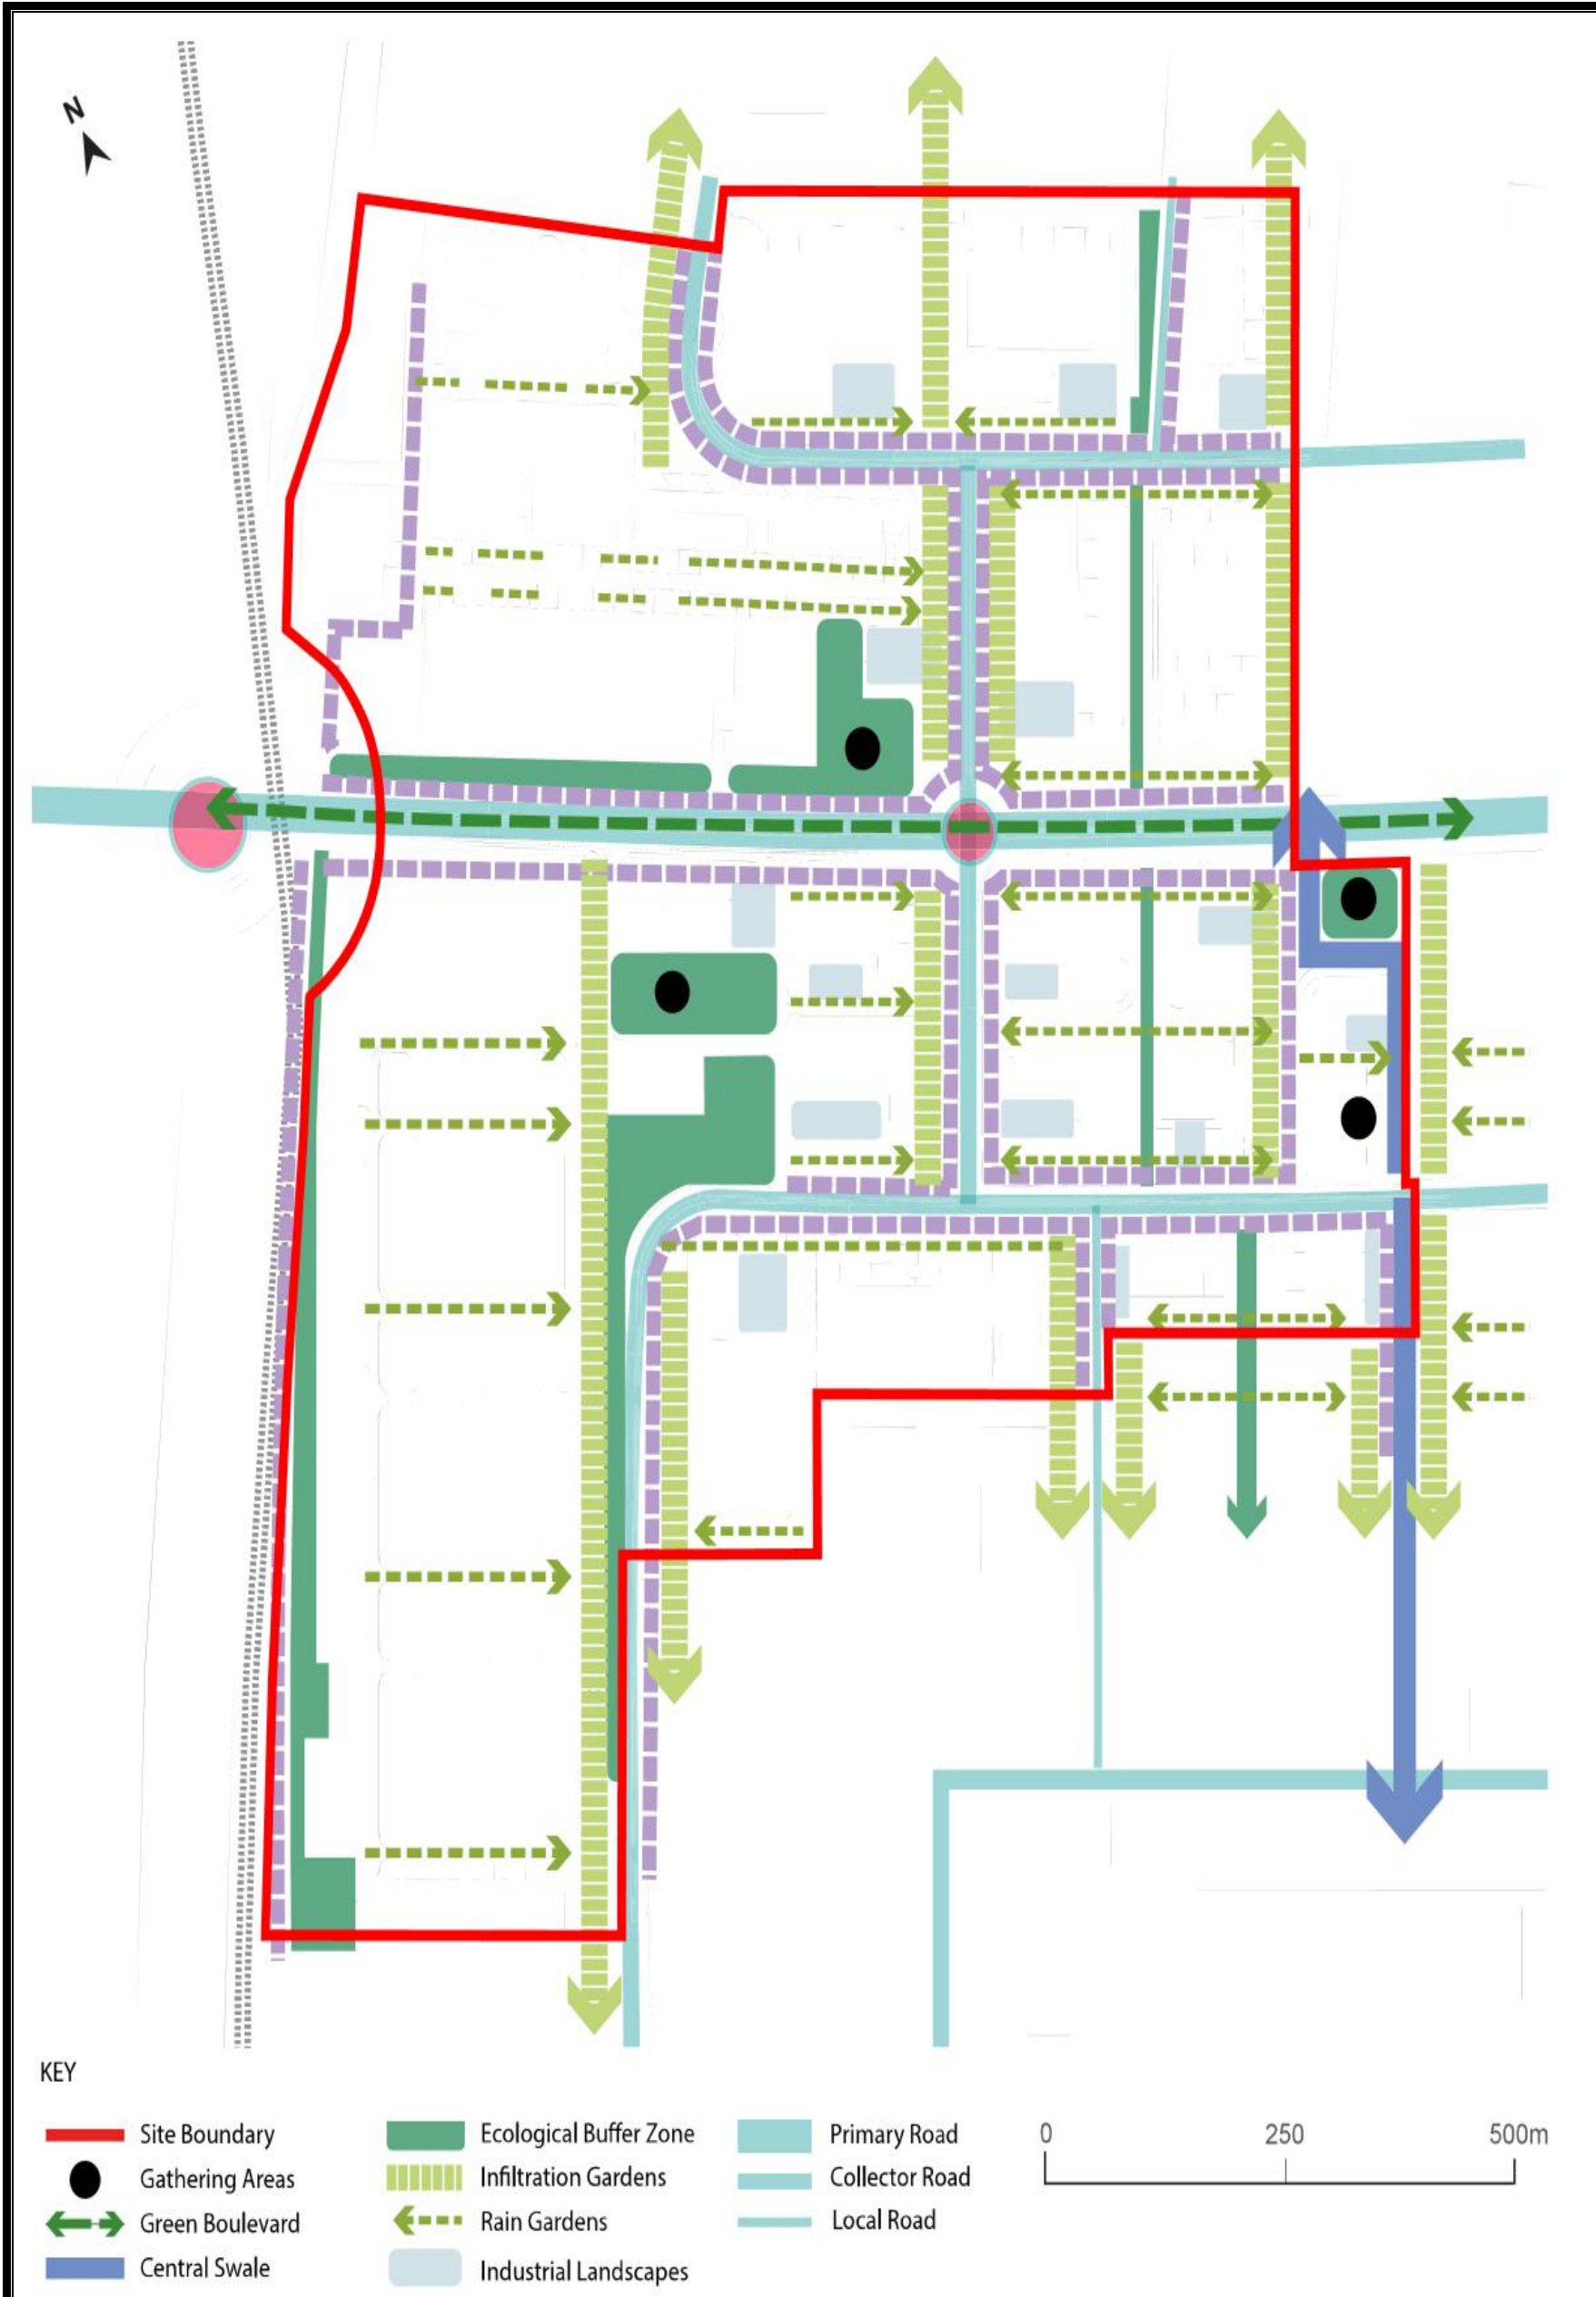 N
KEY
Site Boundary
Gathering Areas
Green Boulevard
Central Swale
Ecological Buffer Zone
Infiltration Gardens
Rain Gardens
Industrial Landscapes
Primary Road
Collector Road
Local Road
0 250 500m